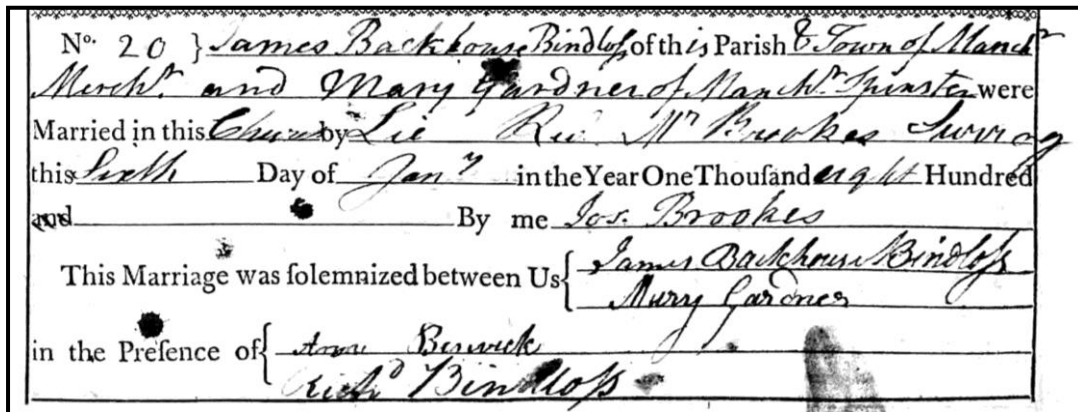 No. 20 } James Backhouse Bindloſs of this Parish & Town of Manchr
Mercht. and Mary Gardner of Manchr. Spinster were
Married in this Church by Lic Rev. Mr Brookes Surrog
this Sixth Day of Jany in the Year One Thouſand eight Hundred
and By me Jos. Brookes
This Marriage was ſolemnized between Us { James Backhouse Bindloſs
Mary Gardner
in the Preſence of { Anne Beswick
Richd Bindloſs